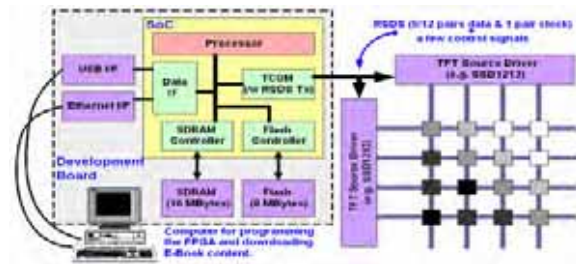 SoC
Processor
USB I/F
Ethernet I/F
Data
I/F
TCON
(/w RSDS Tx)
SDRAM
Controller
Flash
Controller
Development
Board
SDRAM
(16 MBytes)
Flash
(8 MBytes)
Computer for programming
the FPGA and downloading
E-Book content.
RSDS (9/12 pairs data & 1 pair clock)
a few control signals
TFT Source Driver
(e.g. SSD1212)
TFT Source Driver
(e.g.